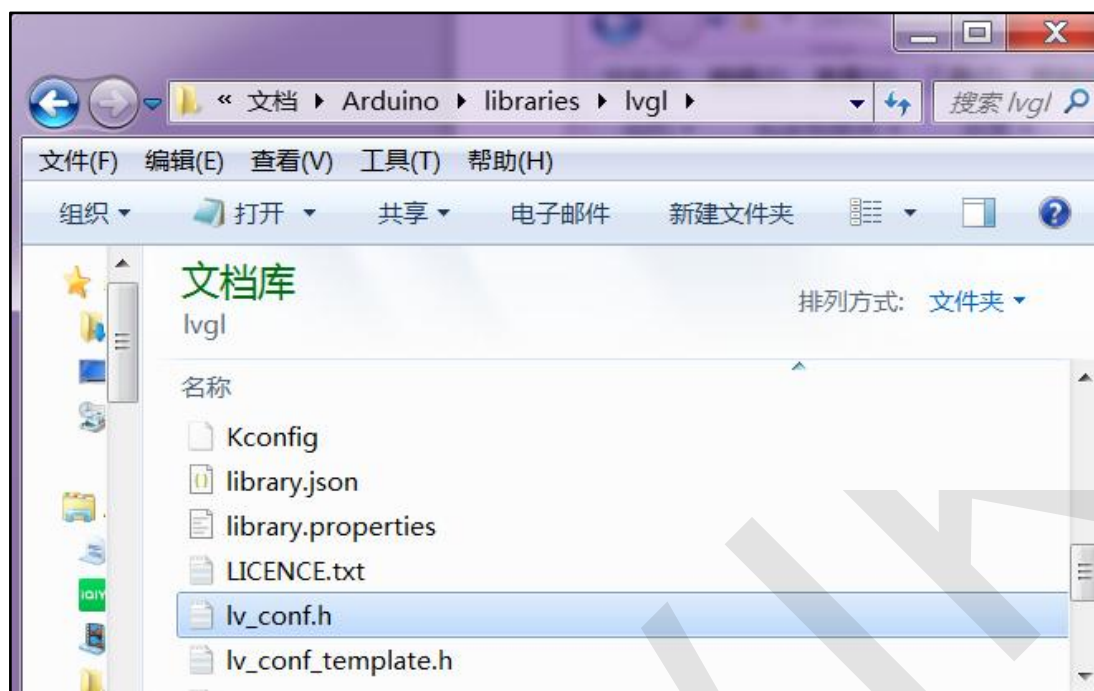 « 文档 ▸ Arduino ▸ libraries ▸ lvgl ▸ 搜索 lvgl
文件(F) 编辑(E) 查看(V) 工具(T) 帮助(H)
组织 打开 共享 电子邮件 新建文件夹
文档库
lvgl
排列方式: 文件夹
名称
Kconfig
library.json
library.properties
LICENCE.txt
lv_conf.h
lv_conf_template.h